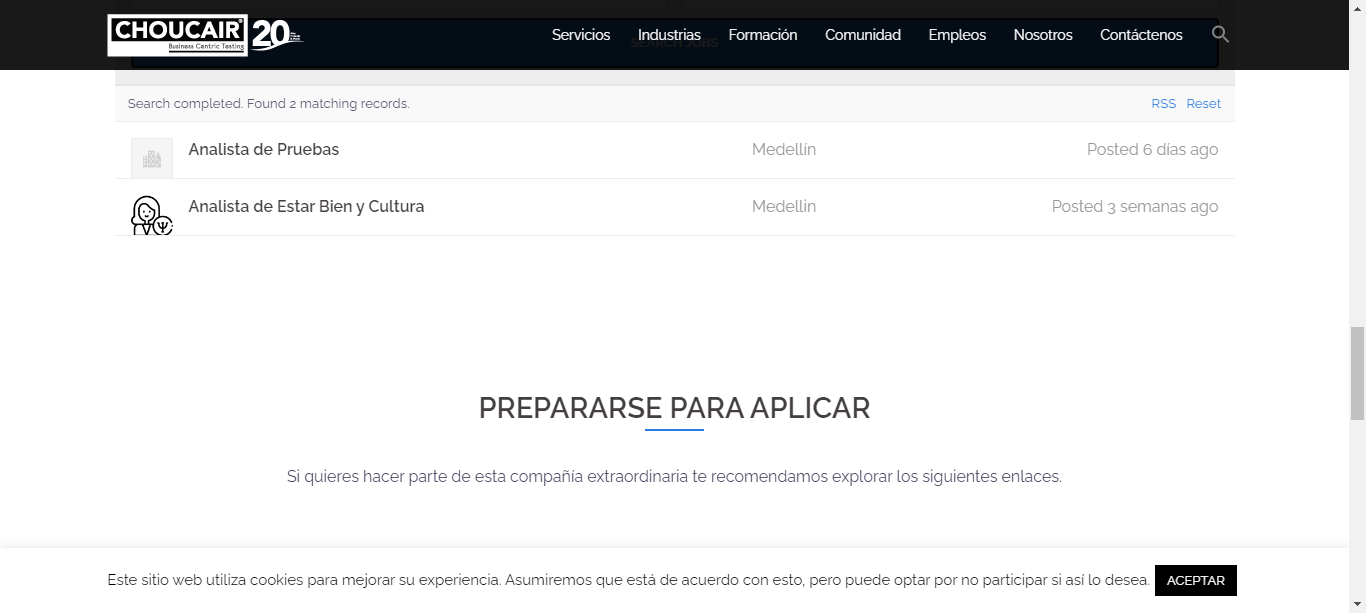 CHOUCAIR®
Business Centric Testing
20
Servicios Industrias Formación Comunidad Empleos Nosotros Contáctenos
SEARCH JOBS
Search completed. Found 2 matching records. RSS Reset
Analista de Pruebas Medellín Posted 6 días ago
Analista de Estar Bien y Cultura Medellin Posted 3 semanas ago
PREPARARSE PARA APLICAR
Si quieres hacer parte de esta compañía extraordinaria te recomendamos explorar los siguientes enlaces.
Este sitio web utiliza cookies para mejorar su experiencia. Asumiremos que está de acuerdo con esto, pero puede optar por no participar si así lo desea. ACEPTAR